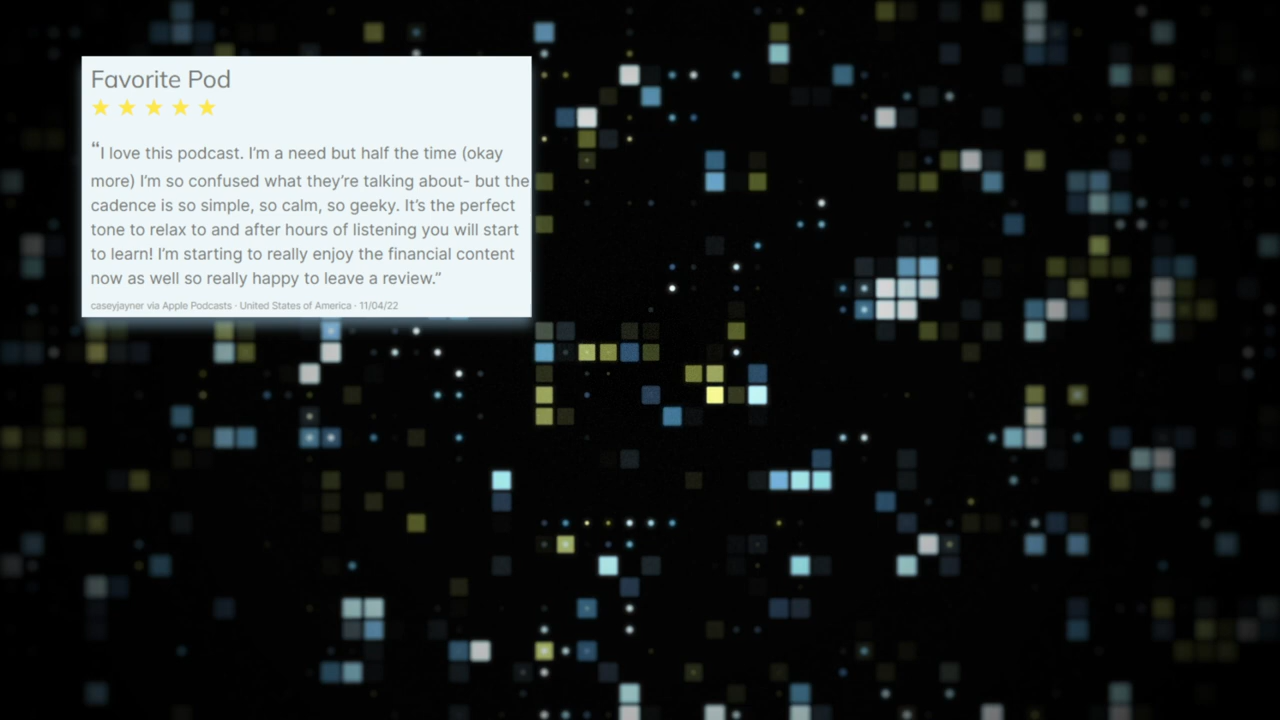 Favorite Pod
“I love this podcast. I’m a need but half the time (okay
more) I’m so confused what they’re talking about- but the
cadence is so simple, so calm, so geeky. It’s the perfect
tone to relax to and after hours of listening you will start
to learn! I’m starting to really enjoy the financial content
now as well so really happy to leave a review.”
caseyjayner via Apple Podcasts · United States of America · 11/04/22